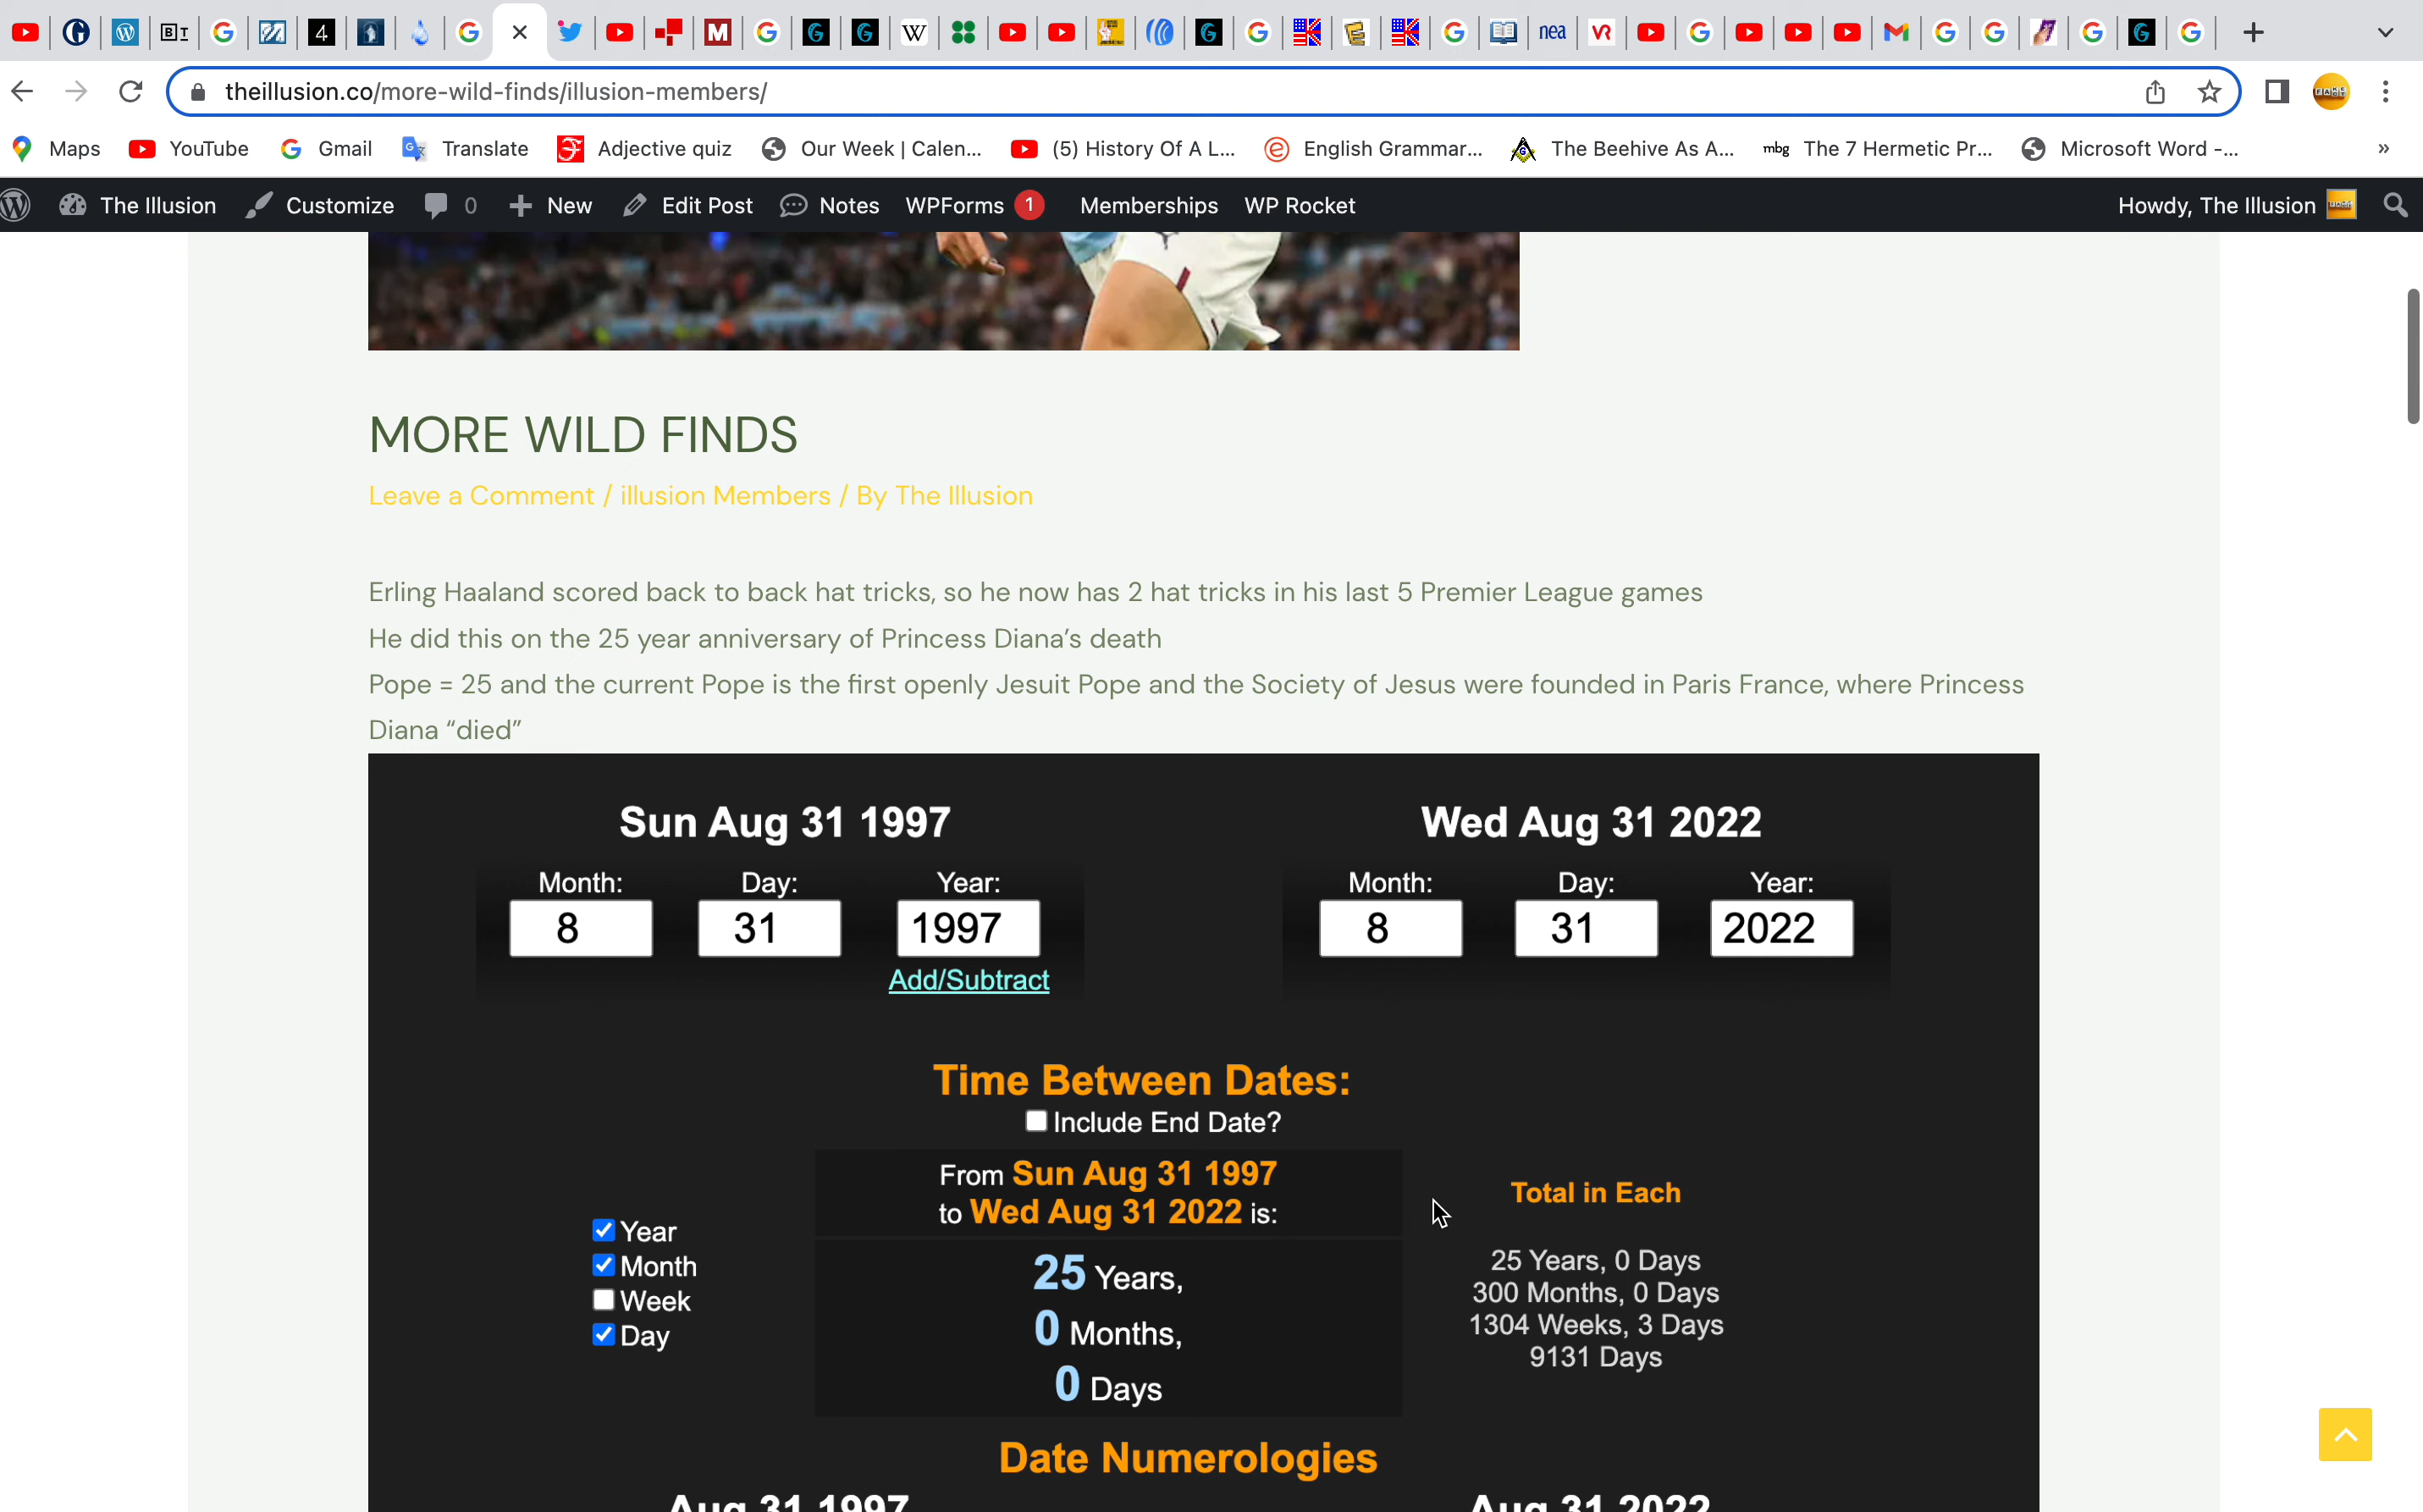 theillusion.co/more-wild-finds/illusion-members/
Maps YouTube Gmail Translate Adjective quiz Our Week | Calen... (5) History Of A L... English Grammar... The Beehive As A... mbg The 7 Hermetic Pr... Microsoft Word -... »
The Illusion Customize 0 New Edit Post Notes WPForms 1 Memberships WP Rocket Howdy, The Illusion
MORE WILD FINDS
Leave a Comment / illusion Members / By The Illusion
Erling Haaland scored back to back hat tricks, so he now has 2 hat tricks in his last 5 Premier League games
He did this on the 25 year anniversary of Princess Diana’s death
Pope = 25 and the current Pope is the first openly Jesuit Pope and the Society of Jesus were founded in Paris France, where Princess
Diana “died”
Sun Aug 31 1997 Wed Aug 31 2022
Month: Day: Year: Month: Day: Year:
8 31 1997 8 31 2022
Add/Subtract
Time Between Dates:
Include End Date?
From Sun Aug 31 1997
to Wed Aug 31 2022 is:
Year
Month
Week
Day
25 Years,
0 Months,
0 Days
Total in Each
25 Years, 0 Days
300 Months, 0 Days
1304 Weeks, 3 Days
9131 Days
Date Numerologies
Aug 31 1997 Aug 31 2022